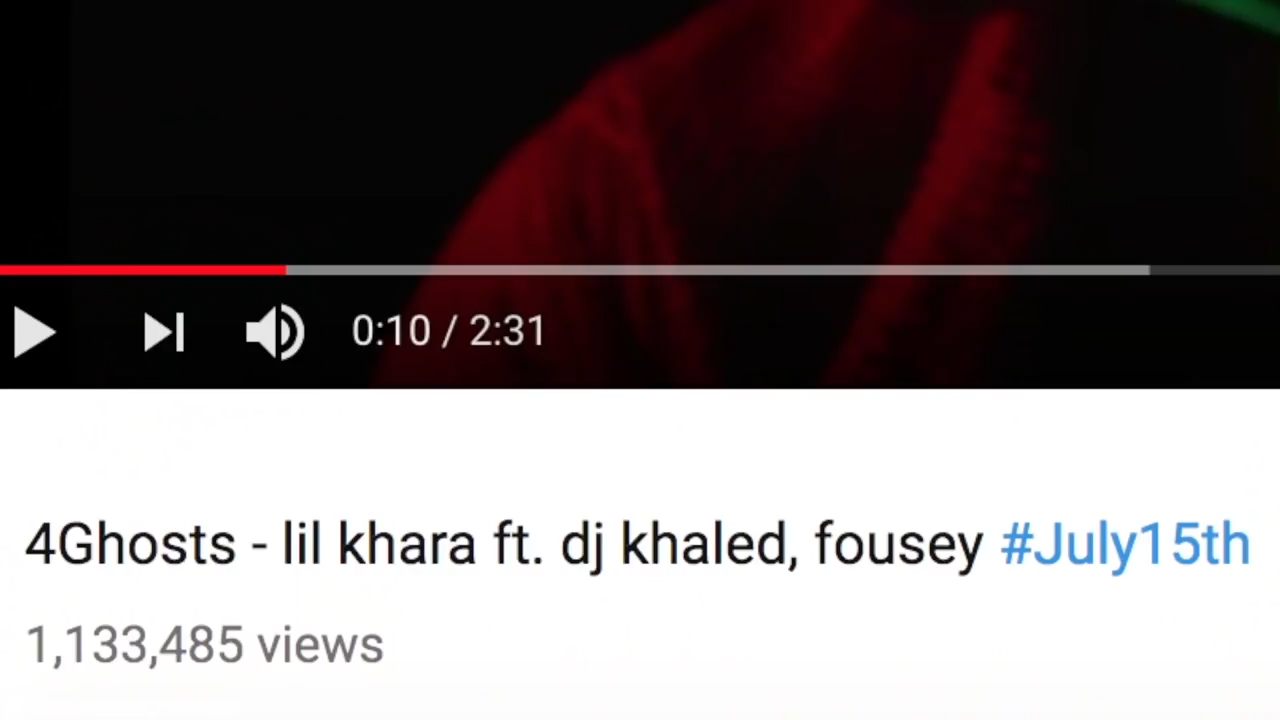 0:10 / 2:31
4Ghosts - lil khara ft. dj khaled, fousey #July15th
1,133,485 views